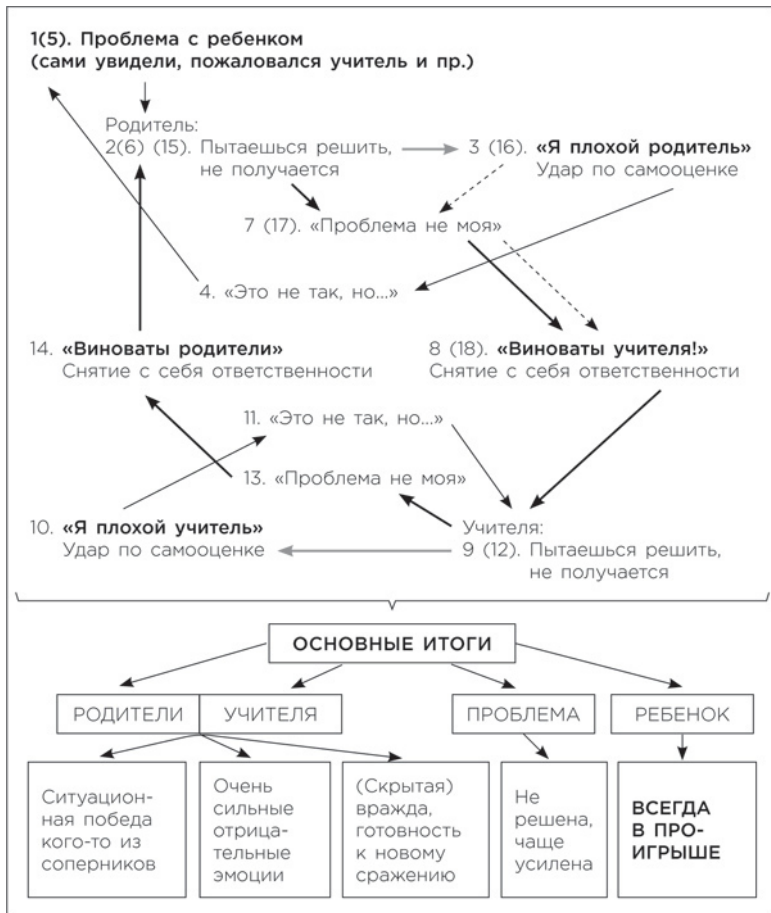 1(5). Проблема с ребенком
(сами увидели, пожаловался учитель и пр.)
Родитель:
2(6) (15). Пытаешься решить,
не получается
3 (16). «Я плохой родитель»
Удар по самооценке
7 (17). «Проблема не моя»
4. «Это не так, но...»
14. «Виноваты родители»
Снятие с себя ответственности
8 (18). «Виноваты учителя!»
Снятие с себя ответственности
11. «Это не так, но...»
13. «Проблема не моя»
10. «Я плохой учитель»
Удар по самооценке
Учителя:
9 (12). Пытаешься решить,
не получается
ОСНОВНЫЕ ИТОГИ
РОДИТЕЛИ
УЧИТЕЛЯ
ПРОБЛЕМА
РЕБЕНОК
Ситуацион-
ная победа
кого-то из
соперников
Очень
сильные
отрица-
тельные
эмоции
(Скрытая)
вражда,
готовность
к новому
сражению
Не
решена,
чаще
усилена
ВСЕГДА
В ПРО-
ИГРЫШЕ